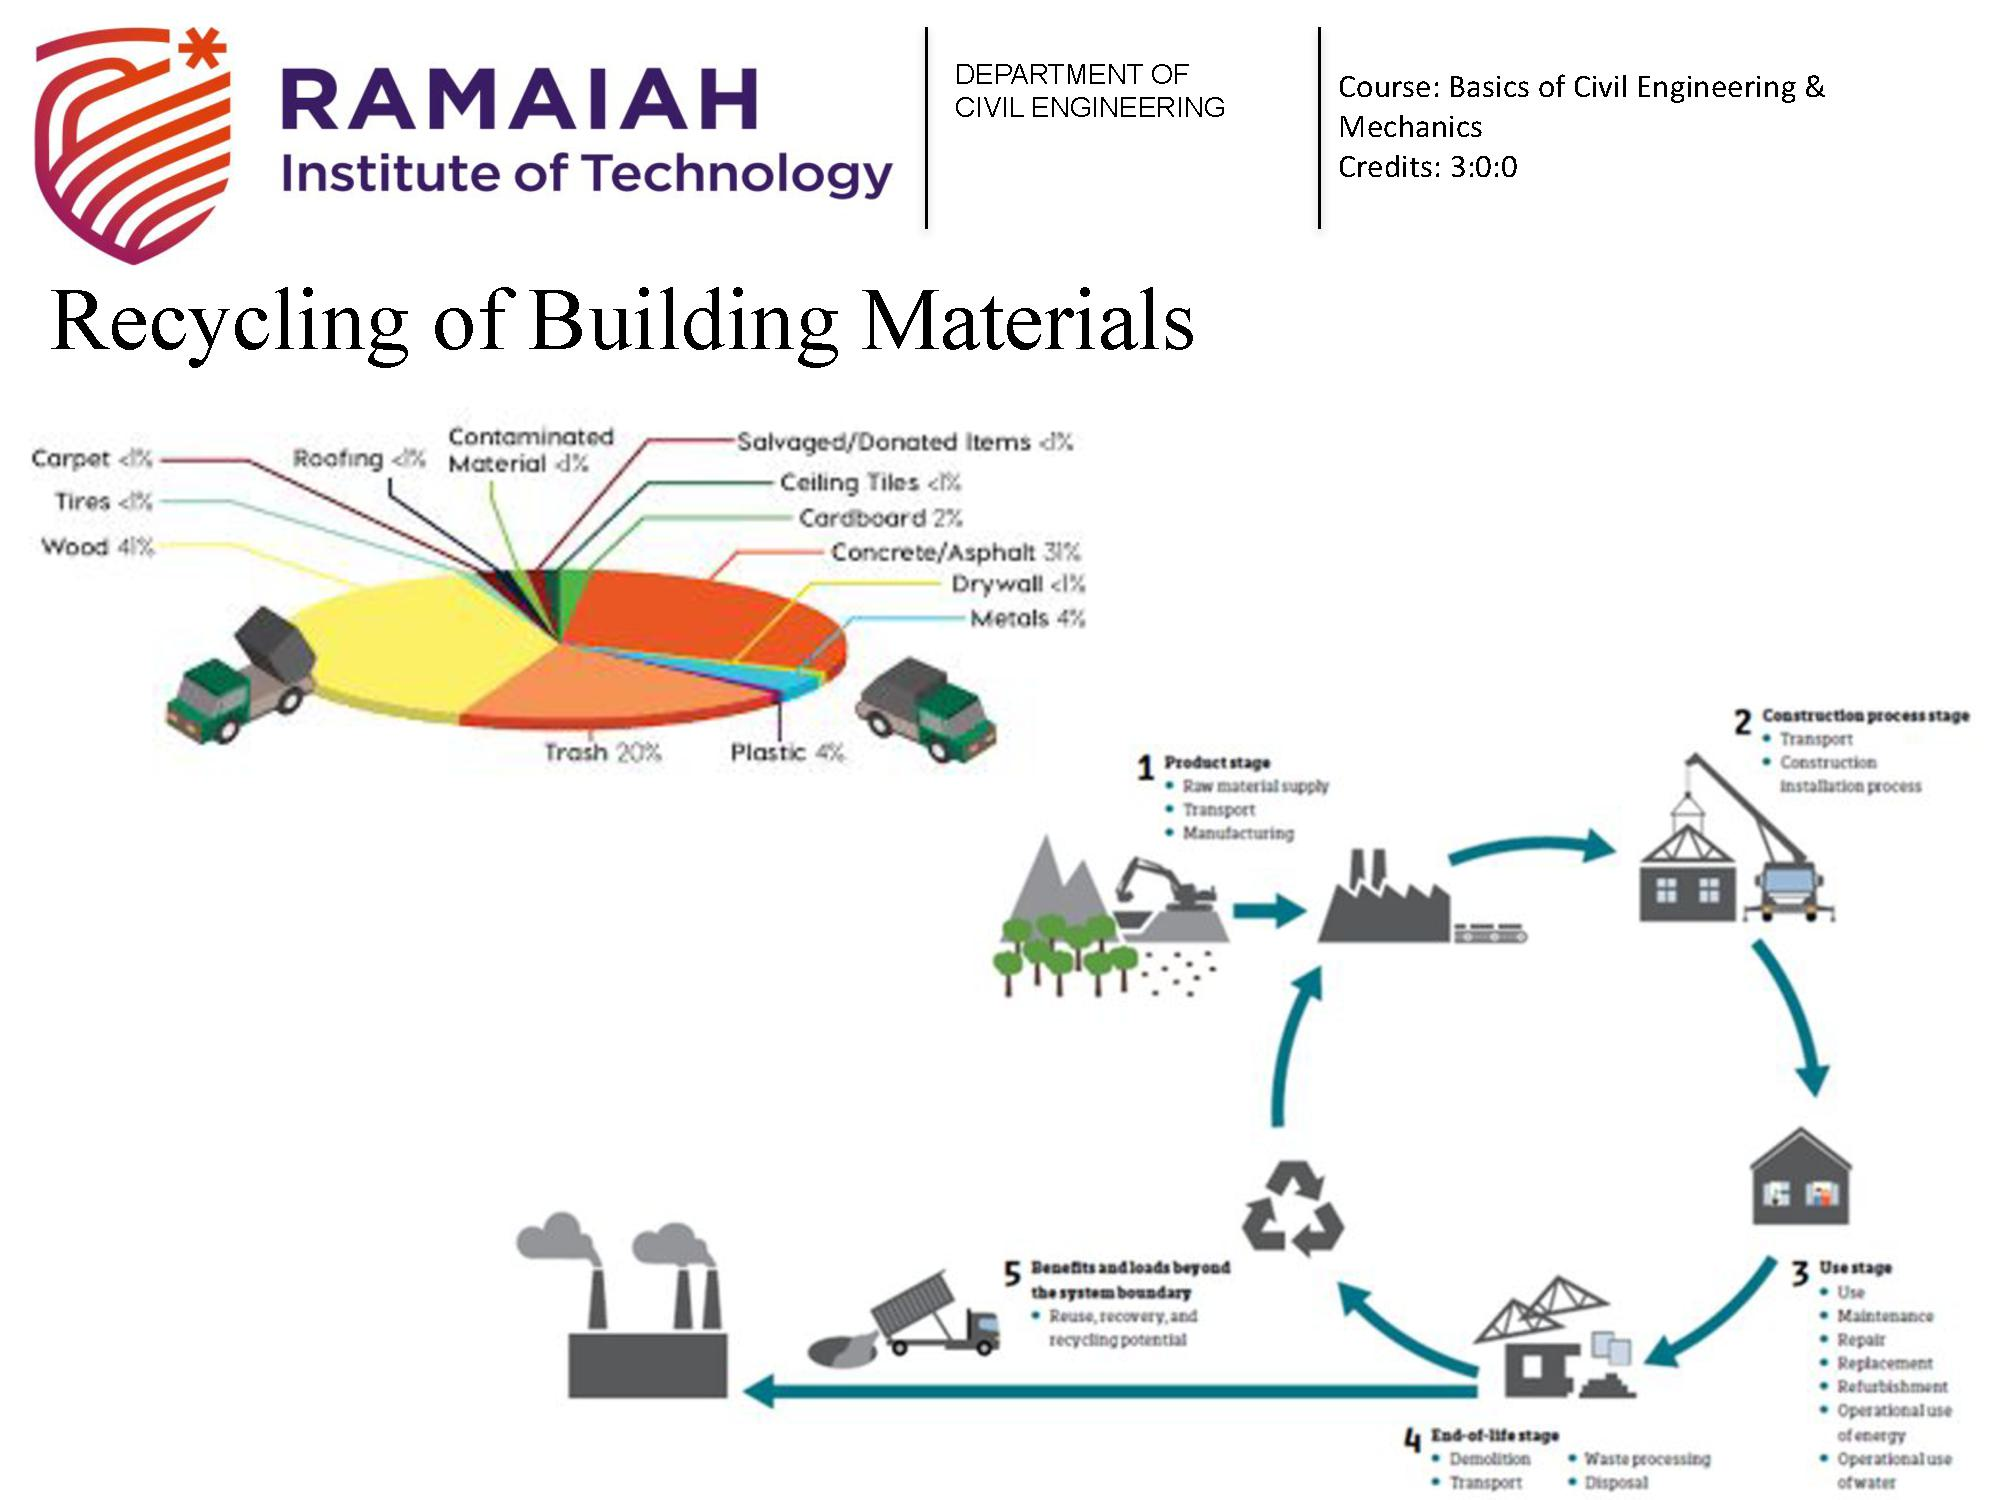 RAMAIAH
Institute of Technology
DEPARTMENT OF
CIVIL ENGINEERING
Course: Basics of Civil Engineering &
Mechanics
Credits: 3:0:0
Recycling of Building Materials
Carpet <1%
Tires <1%
Wood 41%
Roofing <1%
Contaminated
Material <1%
Salvaged/Donated Items <1%
Ceiling Tiles <1%
Cardboard 2%
Concrete/Asphalt 31%
Drywall <1%
Metals 4%
Trash 20%
Plastic 4%
1 Product stage
• Raw material supply
• Transport
• Manufacturing
2 Construction process stage
• Transport
• Construction
installation process
3 Use stage
• Use
• Maintenance
• Repair
• Replacement
• Refurbishment
• Operational use
of energy
• Operational use
of water
4 End-of-life stage
• Demolition
• Transport
• Waste processing
• Disposal
5 Benefits and loads beyond
the system boundary
• Reuse, recovery, and
recycling potential